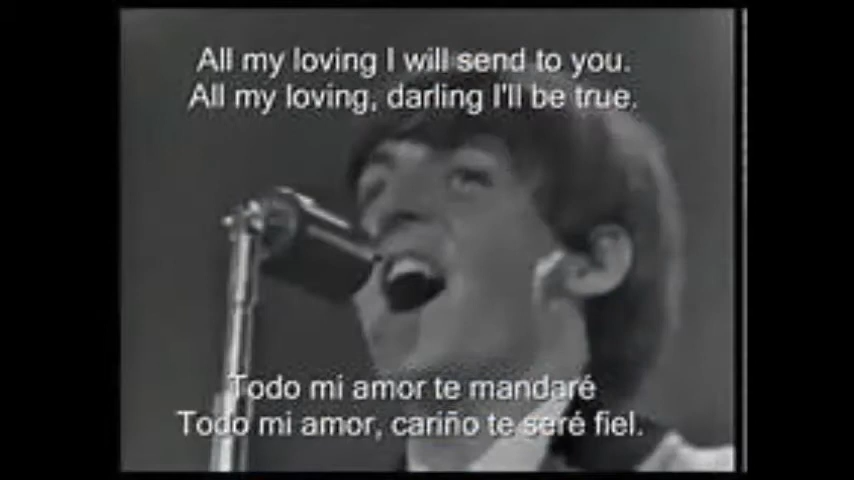 All my loving I will send to you.
All my loving, darling I'll be true.
Todo mi amor te mandaré
Todo mi amor, cariño te seré fiel.